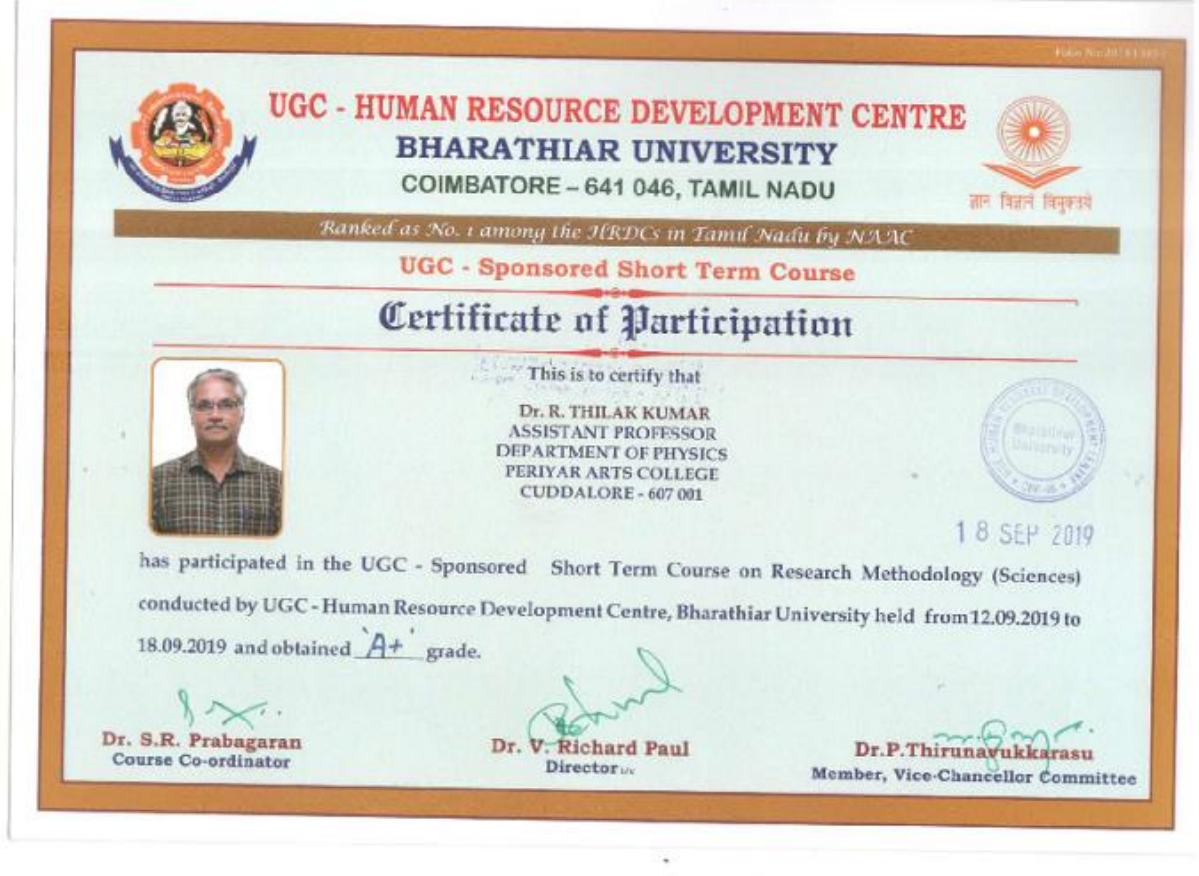 UGC - HUMAN RESOURCE DEVELOPMENT CENTRE
BHARATHIAR UNIVERSITY
COIMBATORE – 641 046, TAMIL NADU
ज्ञान विज्ञानं विमुक्तये
Ranked as No. 1 among the HRDCs in Tamil Nadu by NAAC
UGC - Sponsored Short Term Course
Certificate of Participation
This is to certify that
Dr. R. THILAK KUMAR
ASSISTANT PROFESSOR
DEPARTMENT OF PHYSICS
PERIYAR ARTS COLLEGE
CUDDALORE - 607 001
Bharathiar
University
18 SEP 2019
has participated in the UGC - Sponsored Short Term Course on Research Methodology (Sciences)
conducted by UGC - Human Resource Development Centre, Bharathiar University held from 12.09.2019 to
18.09.2019 and obtained 'A+' grade.
Dr. S.R. Prabagaran
Course Co-ordinator
Dr. V. Richard Paul
Director i/c
Dr.P.Thirunavukkarasu
Member, Vice-Chancellor Committee